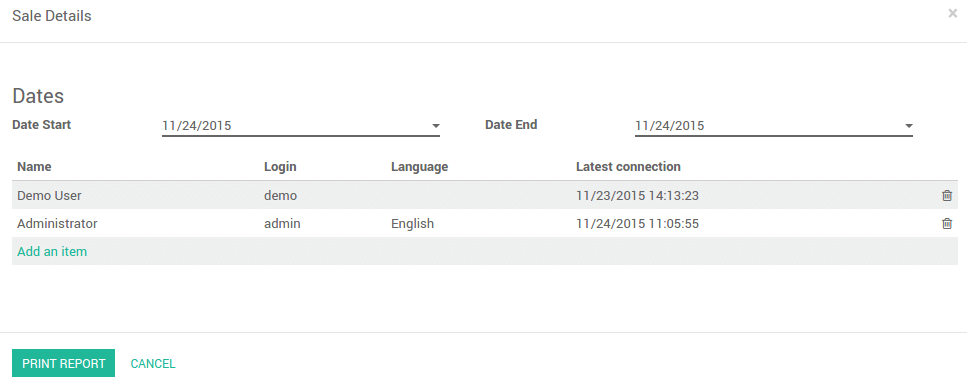 Sale Details ×
Dates
Date Start 11/24/2015 Date End 11/24/2015
Name Login Language Latest connection
Demo User demo 11/23/2015 14:13:23
Administrator admin English 11/24/2015 11:05:55
Add an item
PRINT REPORT CANCEL